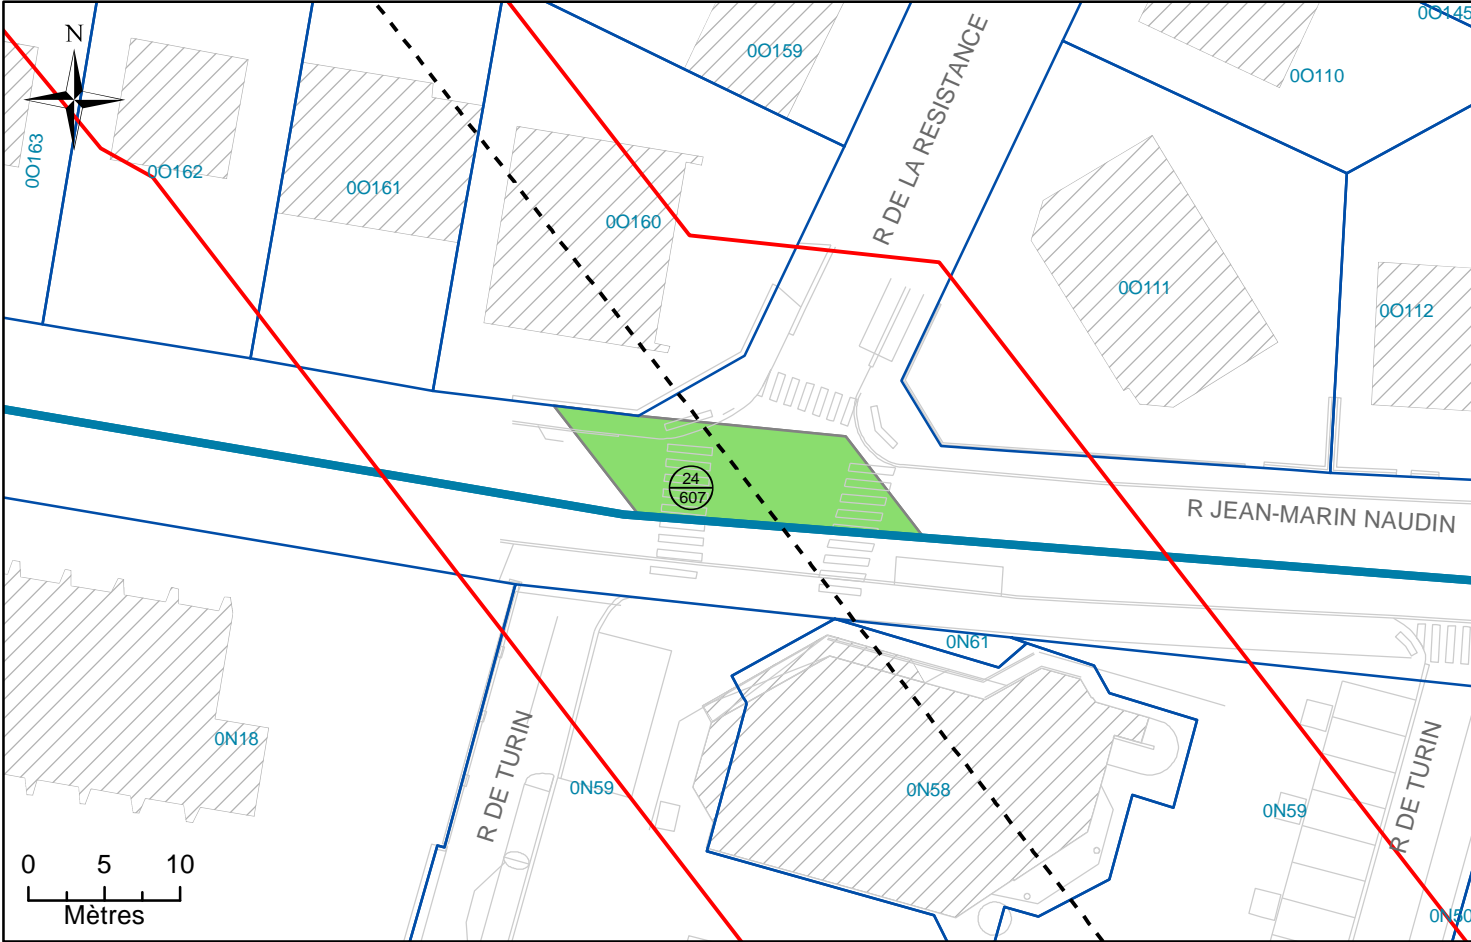 0O145
N
0O159
R DE LA RESISTANCE
0O110
0O163
0O162
0O161
0O160
0O111
0O112
24
607
R JEAN-MARIN NAUDIN
0N61
0N18
R DE TURIN
0N59
0N58
0N59
R DE TURIN
0 5 10
Mètres
0N50